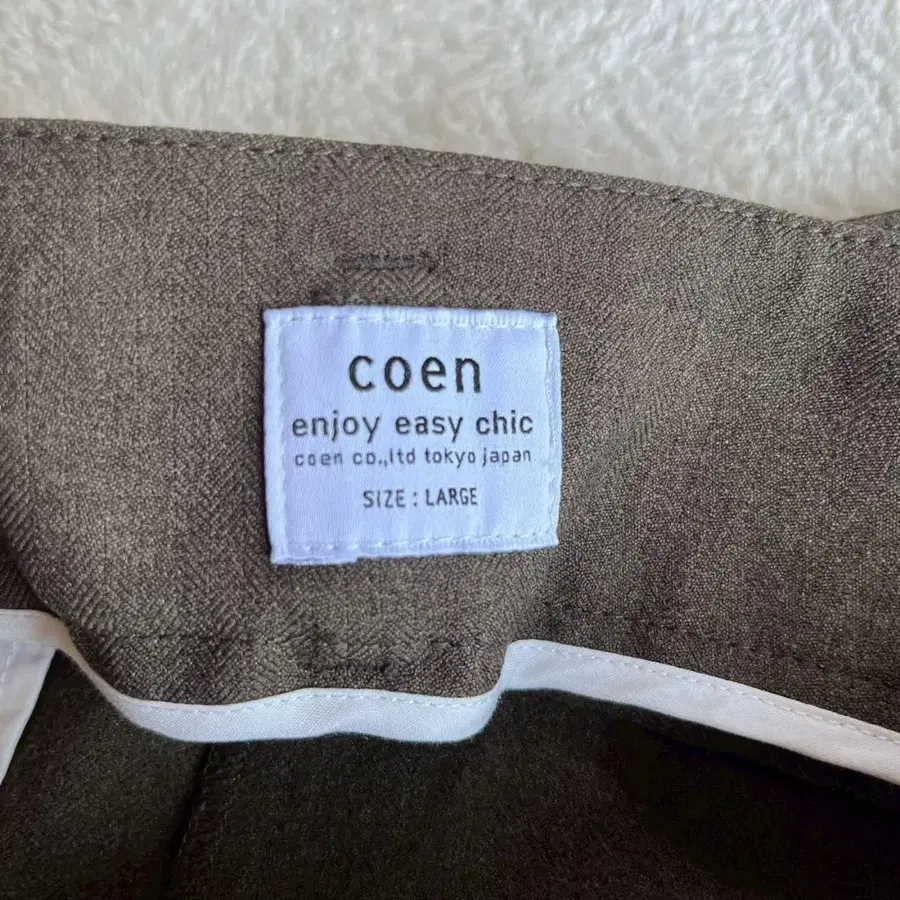 coen
enjoy easy chic
coen co.,ltd tokyo japan
SIZE : LARGE